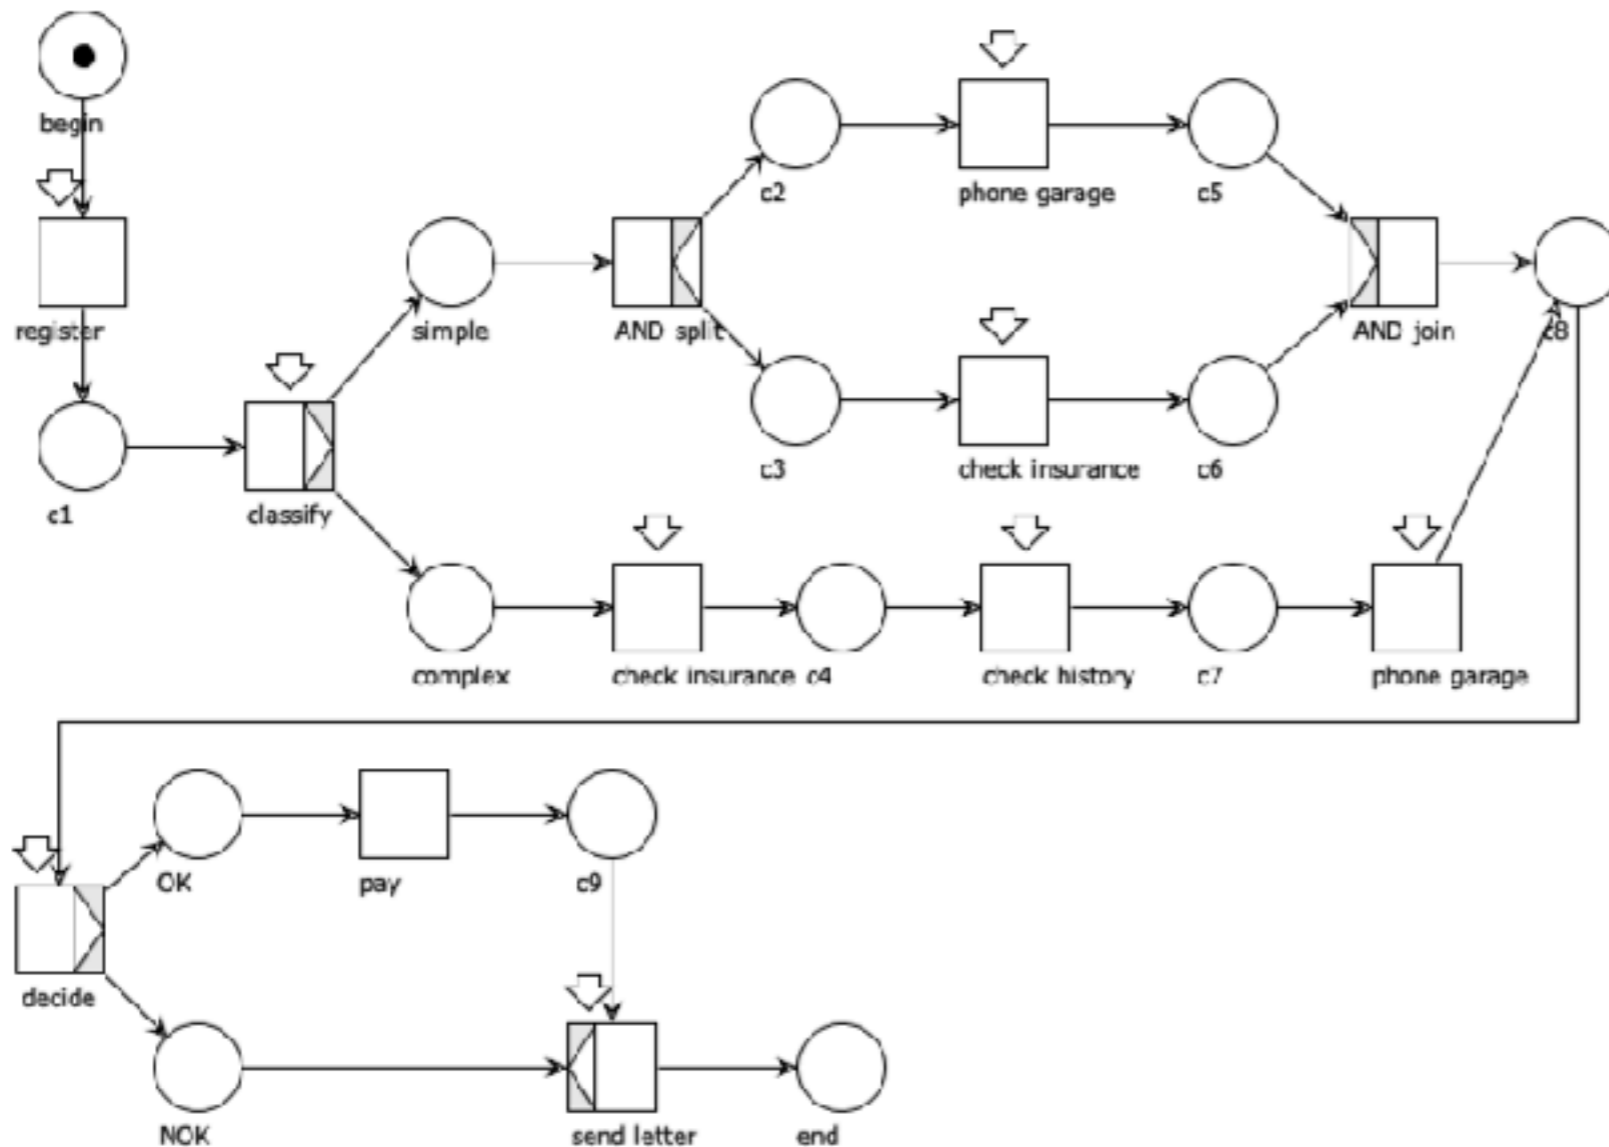 begin
phone garage
c2
c5
register
simple
AND split
AND join
c8
c3
check insurance
c6
c1
classify
complex
check insurance
c4
check history
c7
phone garage
OK
pay
c9
decide
NOK
send letter
end